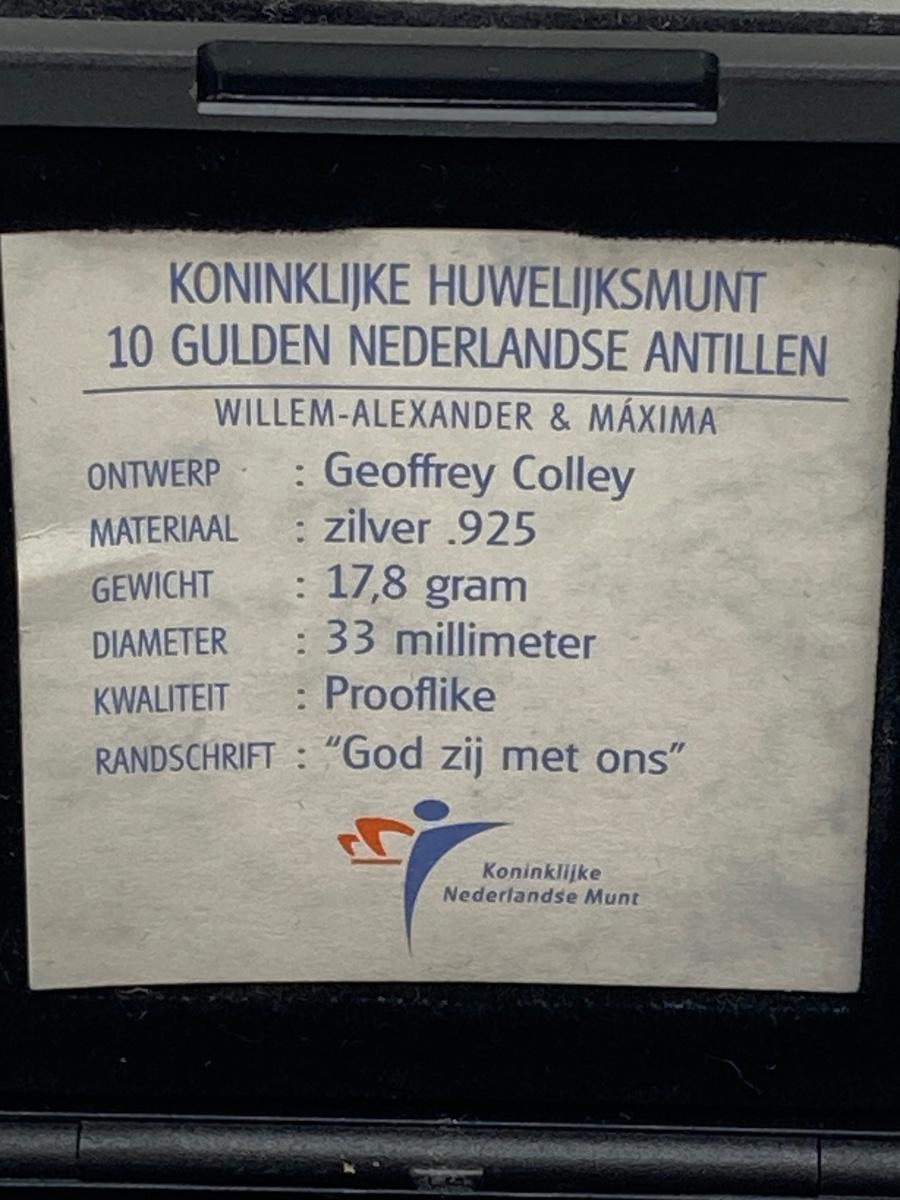 KONINKLIJKE HUWELIJKSMUNT
10 GULDEN NEDERLANDSE ANTILLEN
WILLEM-ALEXANDER & MÁXIMA
ONTWERP : Geoffrey Colley
MATERIAAL : zilver .925
GEWICHT : 17,8 gram
DIAMETER : 33 millimeter
KWALITEIT : Prooflike
RANDSCHRIFT : “God zij met ons”
Koninklijke
Nederlandse Munt